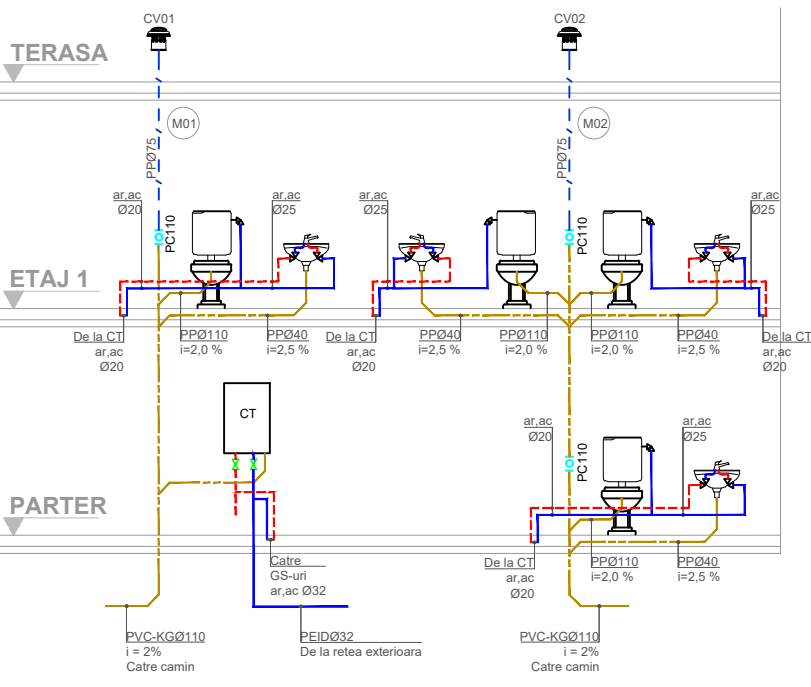 CV01
CV02
TERASA
M01
M02
PPØ75
PPØ75
ar,ac
Ø20
ar,ac
Ø25
ar,ac
Ø25
ar,ac
Ø25
PC110
PC110
ETAJ 1
De la CT
ar,ac
Ø20
PPØ110
i=2,0 %
PPØ40
i=2,5 %
De la CT
ar,ac
Ø20
PPØ40
i=2,5 %
PPØ110
i=2,0 %
PPØ110
i=2,0 %
PPØ40
i=2,5 %
De la CT
ar,ac
Ø20
CT
ar,ac
Ø20
ar,ac
Ø25
PC110
PARTER
Catre
GS-uri
ar,ac Ø32
De la CT
ar,ac
Ø20
PPØ110
i=2,0 %
PPØ40
i=2,5 %
PVC-KGØ110
i = 2%
Catre camin
PEIDØ32
De la retea exterioara
PVC-KGØ110
i = 2%
Catre camin